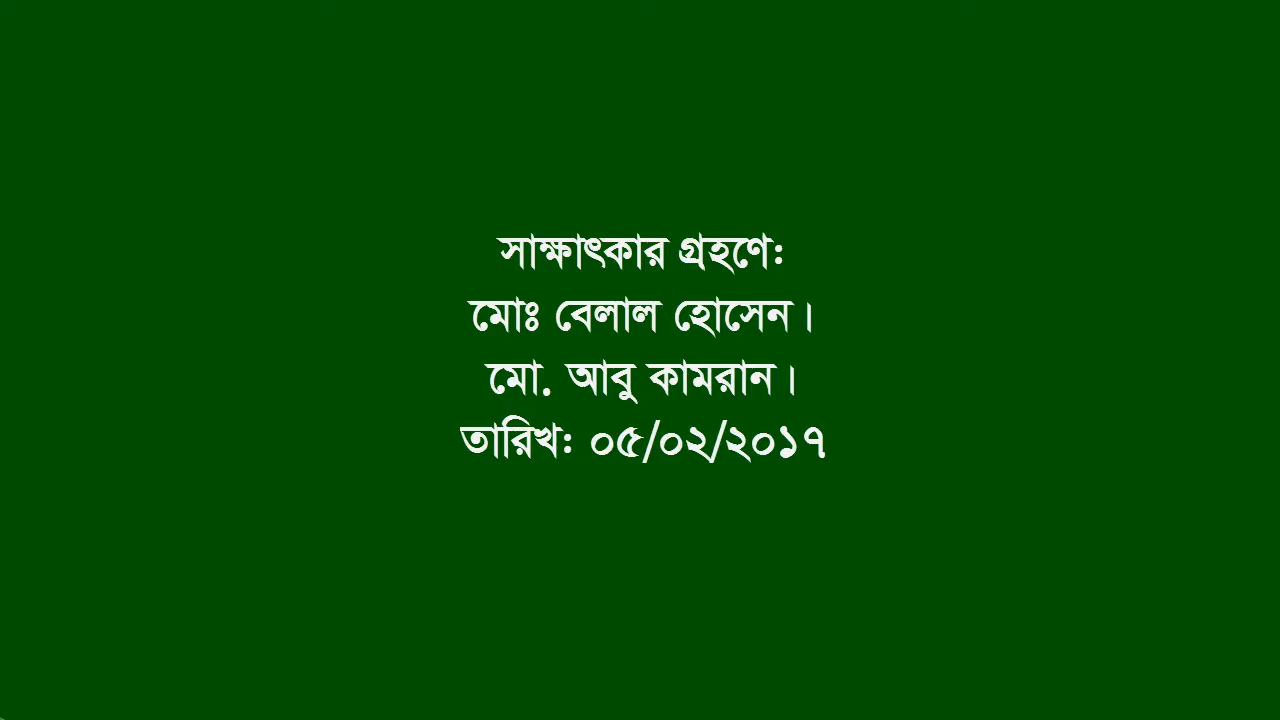 সাক্ষাৎকার গ্রহণে:
মোঃ বেলাল হোসেন।
মো. আবু কামরান।
তারিখ: ০৫/০২/২০১৭